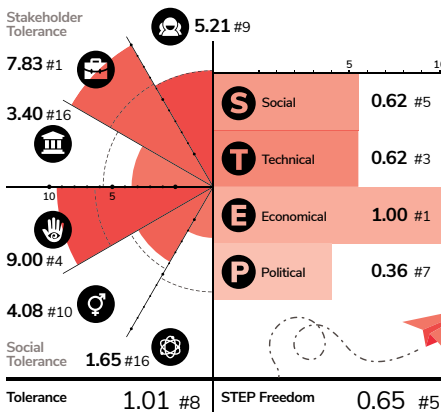 Stakeholder
Tolerance
5.21 #9
7.83 #1
3.40 #16
10 5
9.00 #4
4.08 #10
Social
Tolerance
1.65 #16
Tolerance 1.01 #8
5 10
S Social 0.62 #5
T Technical 0.62 #3
E Economical 1.00 #1
P Political 0.36 #7
STEP Freedom 0.65 #5